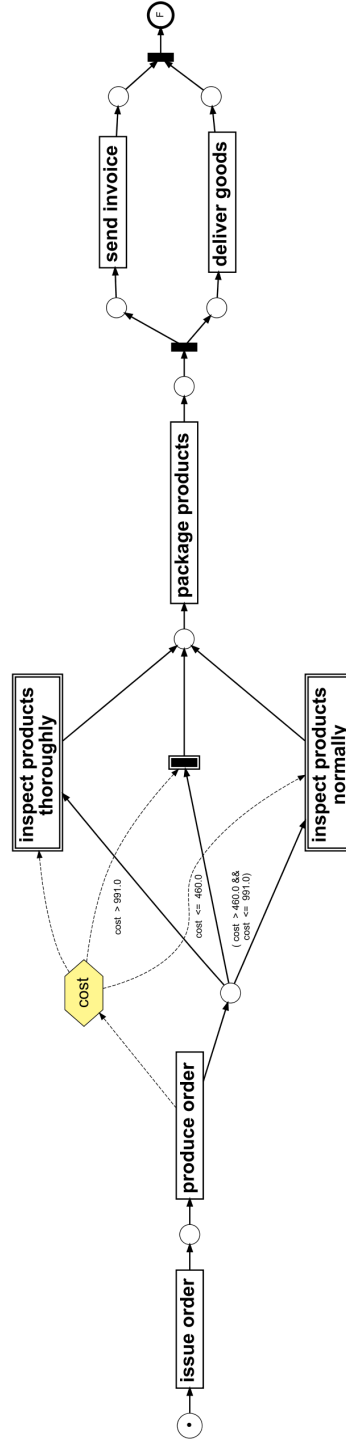 issue order
produce order
cost
cost > 991.0
cost <= 460.0
( cost > 460.0 &&
cost <= 991.0)
inspect products
thoroughly
inspect products
normally
package products
send invoice
deliver goods
F